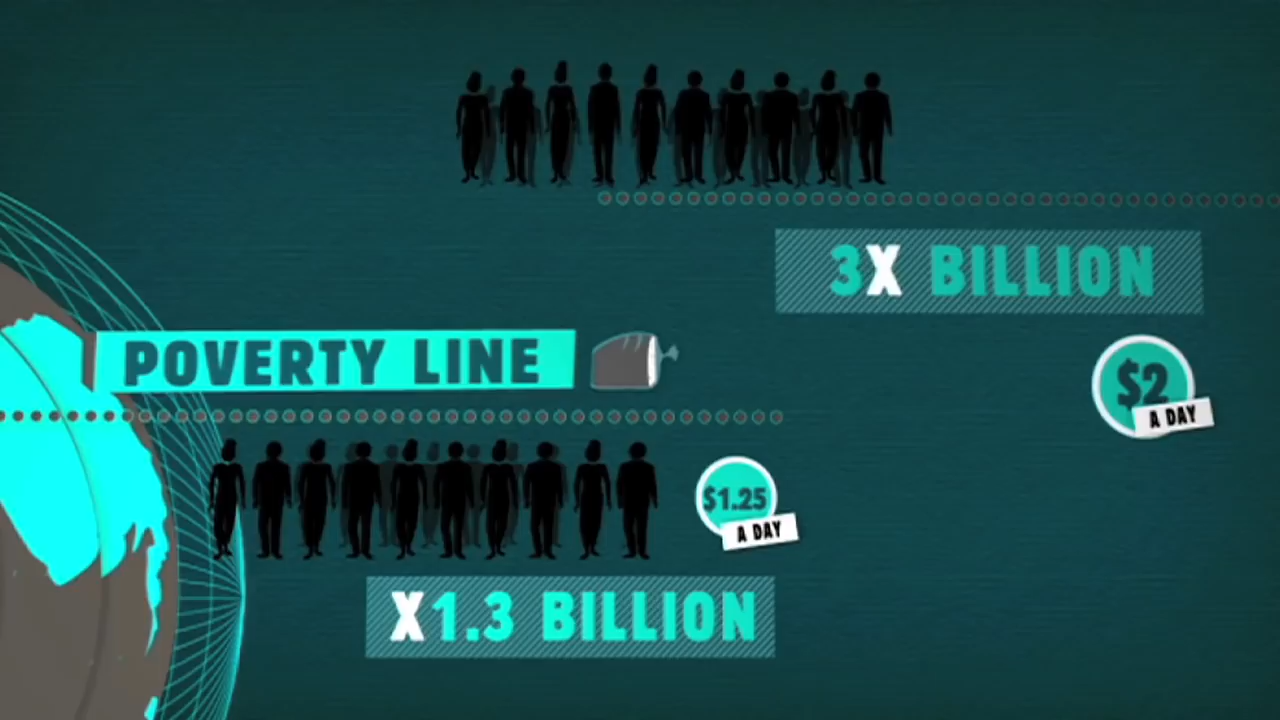 3X BILLION
POVERTY LINE
$2
A DAY
$1.25
A DAY
X1.3 BILLION